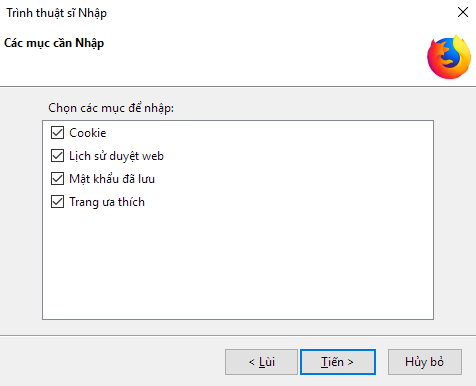 Trình thuật sĩ Nhập
Các mục cần Nhập
Chọn các mục để nhập:
Cookie
Lịch sử duyệt web
Mật khẩu đã lưu
Trang ưa thích
< Lùi
Tiến >
Hủy bỏ